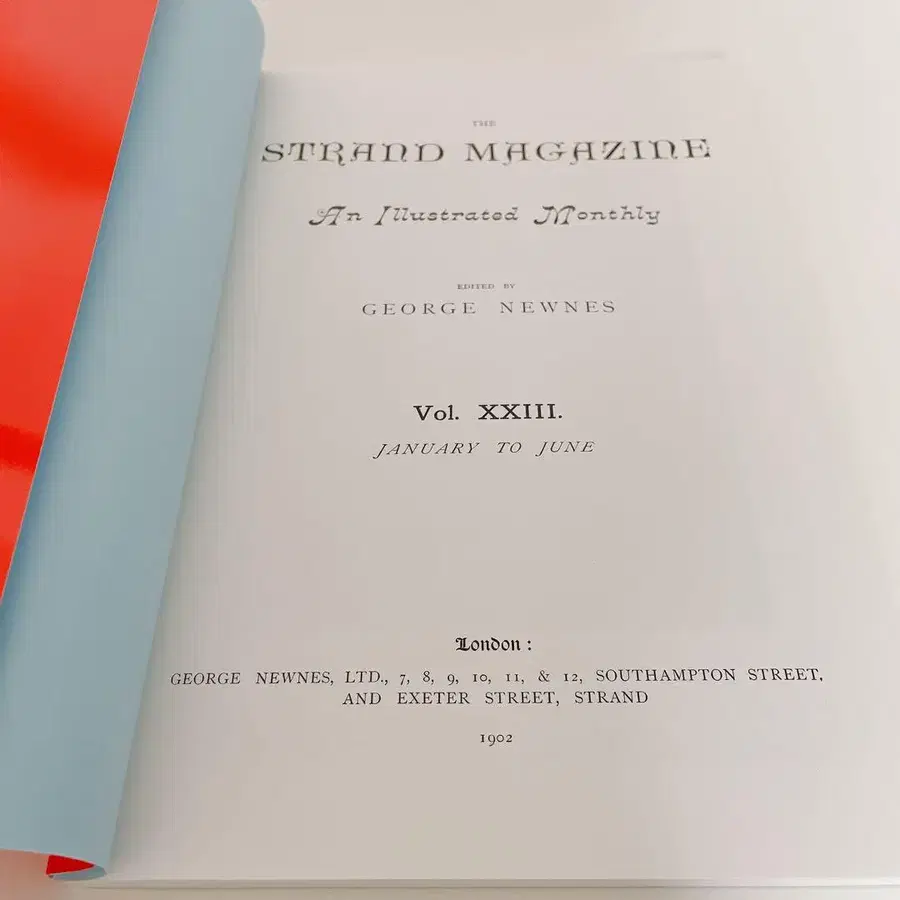 THE
STRAND MAGAZINE
An Illustrated Monthly
EDITED BY
GEORGE NEWNES
Vol. XXIII.
JANUARY TO JUNE
London :
GEORGE NEWNES, LTD., 7, 8, 9, 10, 11, & 12, SOUTHAMPTON STREET,
AND EXETER STREET, STRAND
1902